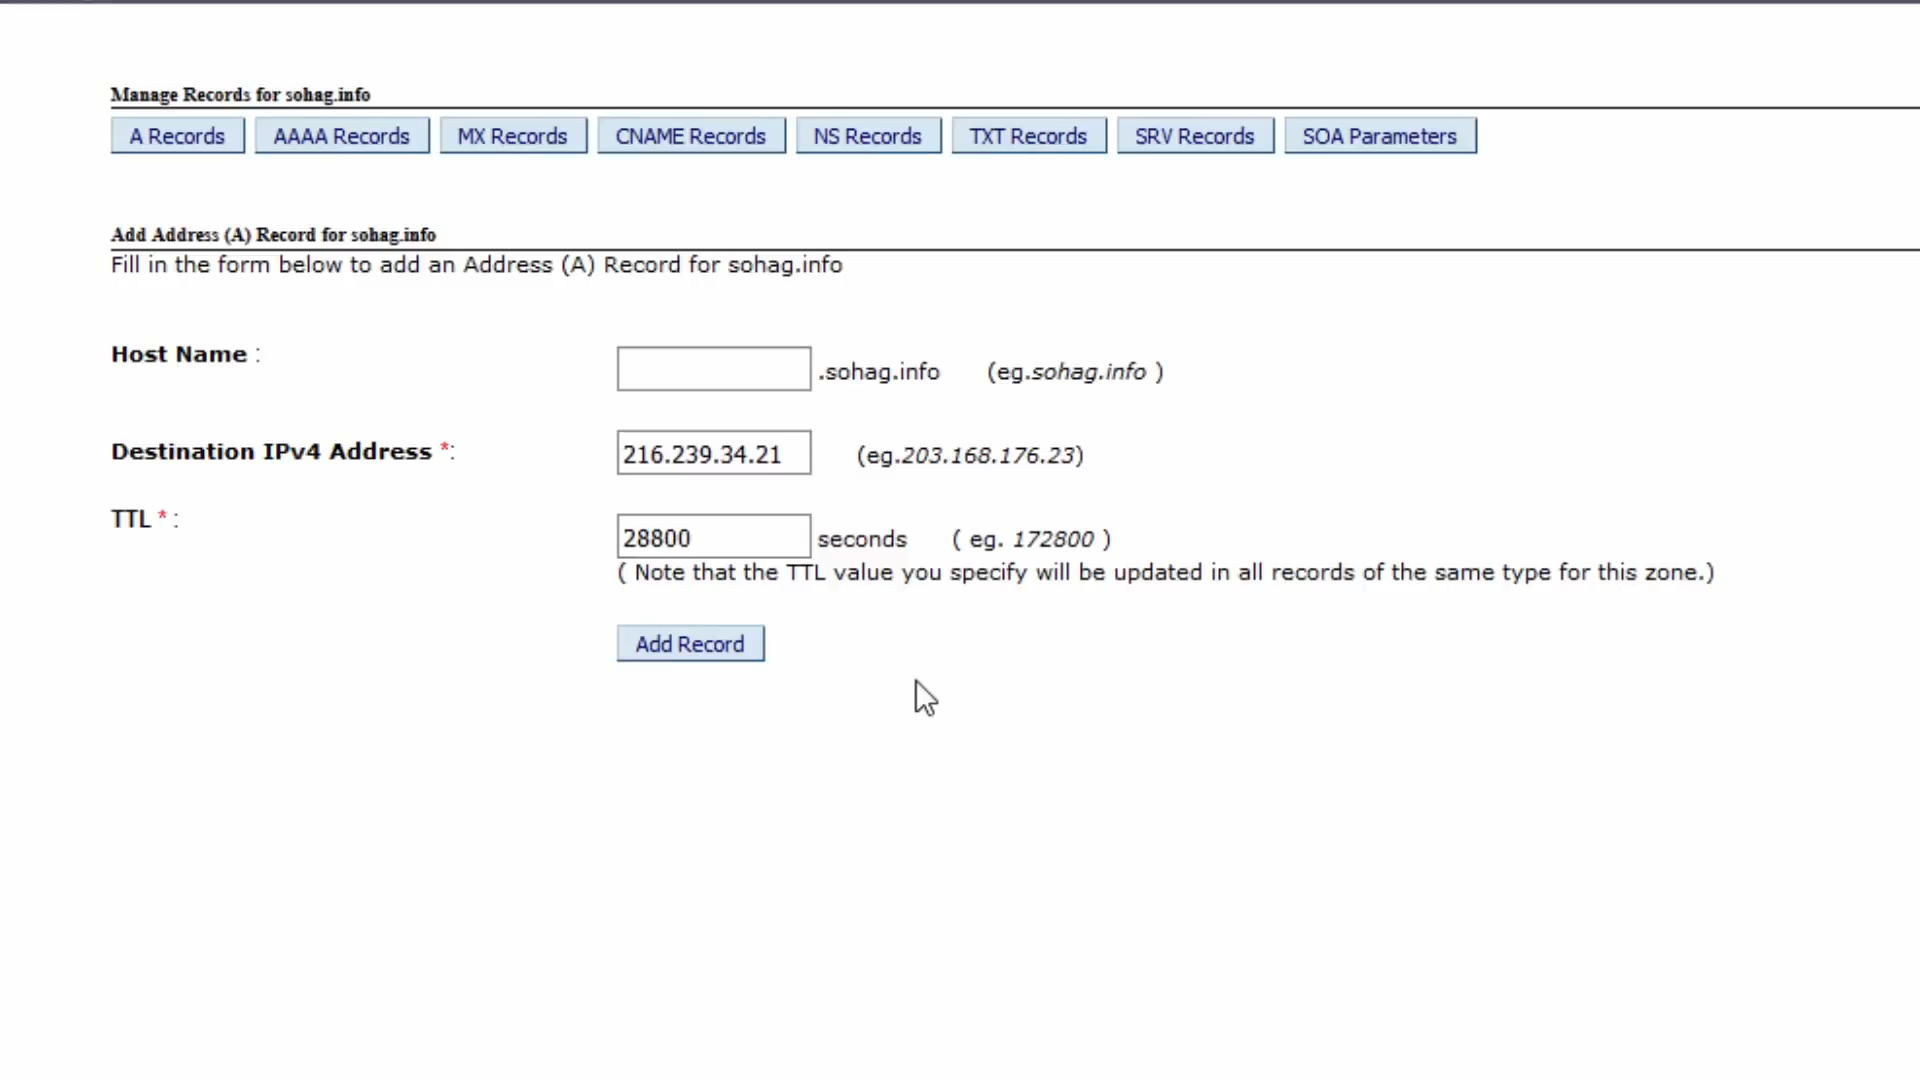 Manage Records for sohag.info
A Records AAAA Records MX Records CNAME Records NS Records TXT Records SRV Records SOA Parameters
Add Address (A) Record for sohag.info
Fill in the form below to add an Address (A) Record for sohag.info
Host Name :
.sohag.info (eg.sohag.info )
Destination IPv4 Address *: 216.239.34.21 (eg.203.168.176.23)
TTL * :
28800 seconds ( eg. 172800 )
( Note that the TTL value you specify will be updated in all records of the same type for this zone.)
Add Record